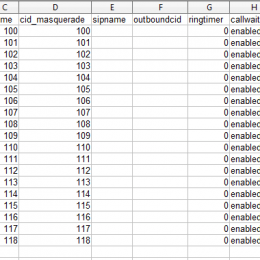 C D E F G H
me cid_masquerade sipname outboundcid ringtimer callwait
100 100 0 enabled
101 101 0 enabled
102 102 0 enabled
103 103 0 enabled
104 104 0 enabled
105 105 0 enabled
106 106 0 enabled
107 107 0 enabled
108 108 0 enabled
109 109 0 enabled
110 110 0 enabled
111 111 0 enabled
112 112 0 enabled
113 113 0 enabled
114 114 0 enabled
115 115 0 enabled
116 116 0 enabled
117 117 0 enabled
118 118 0 enabled